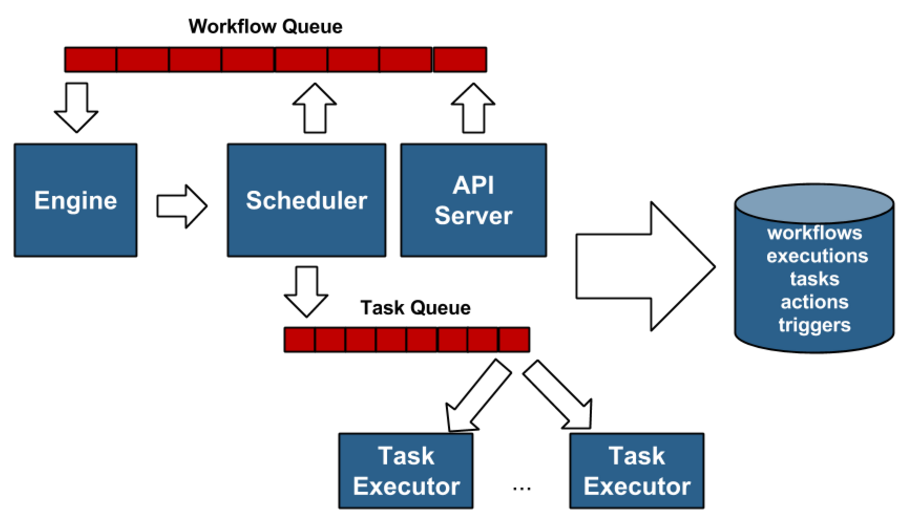 Workflow Queue
Engine
Scheduler
API
Server
workflows
executions
tasks
actions
triggers
Task Queue
Task
Executor
...
Task
Executor